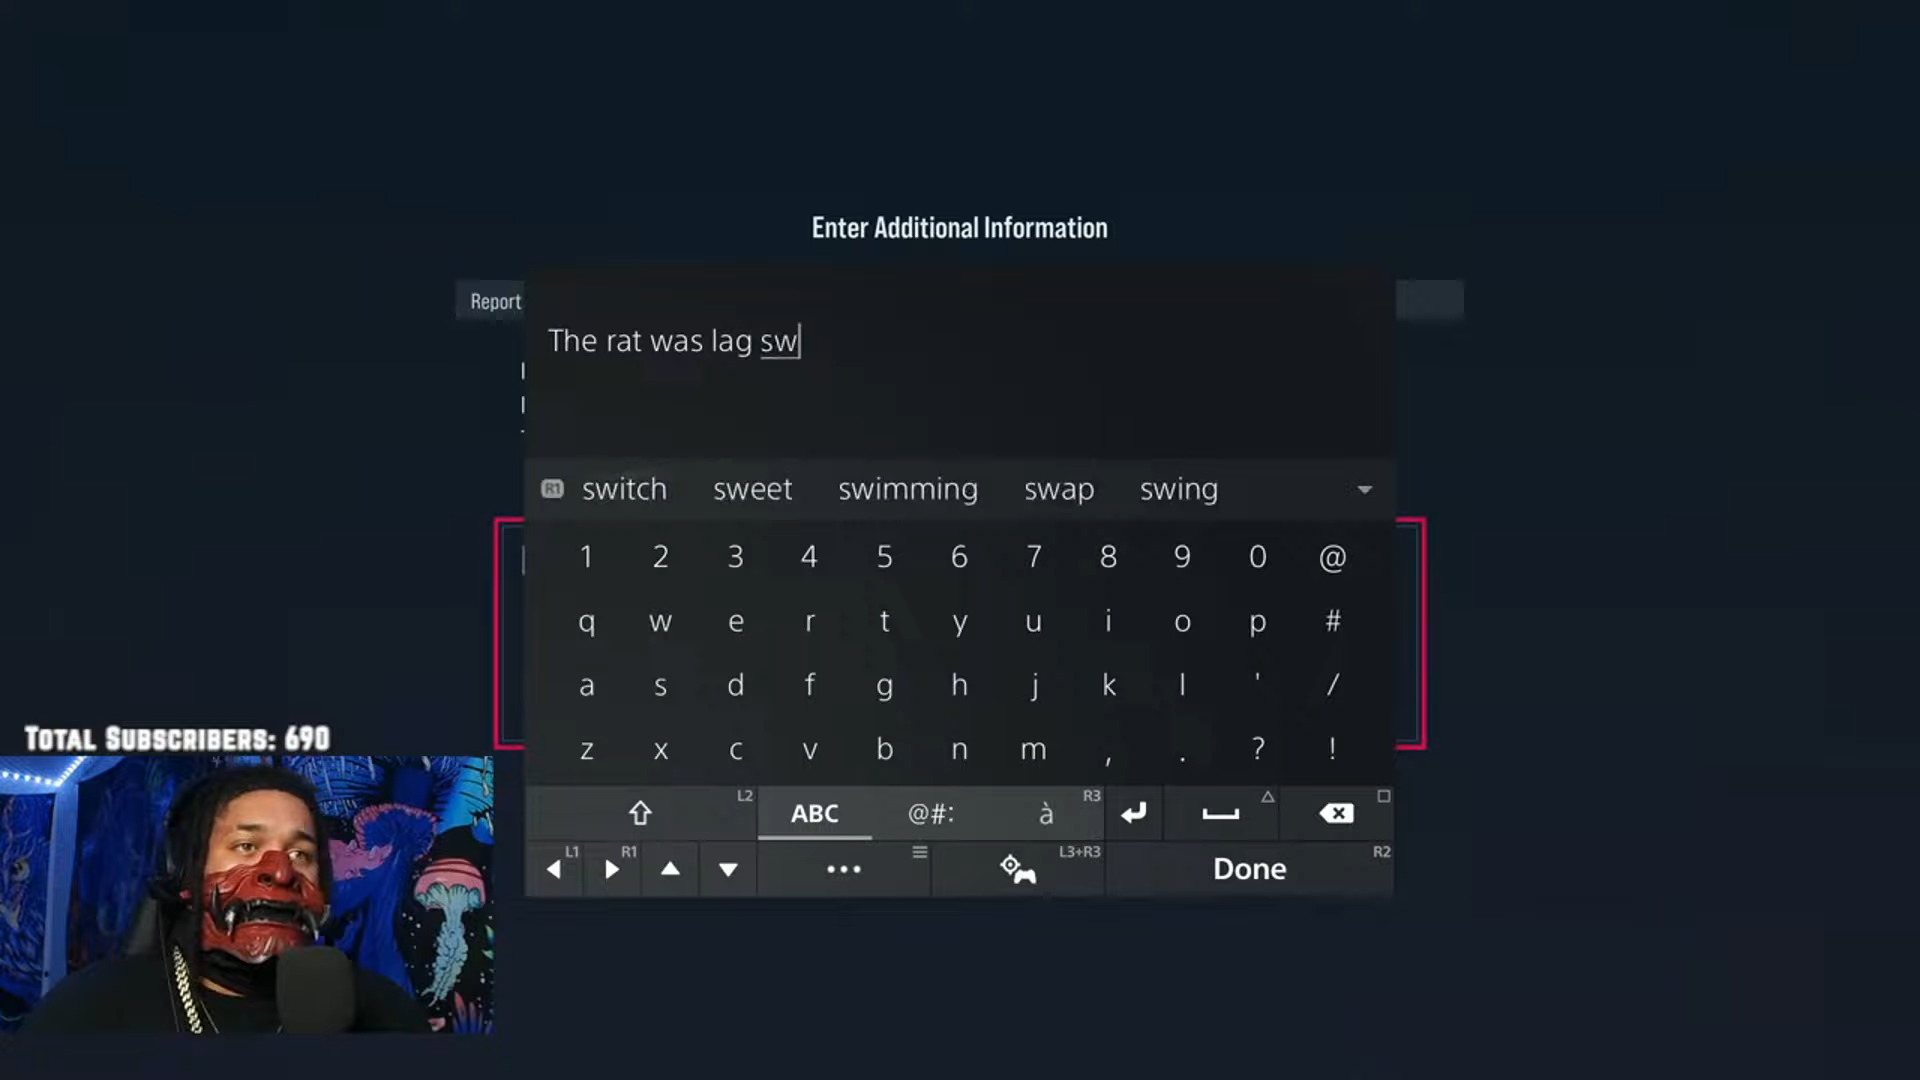 Enter Additional Information
Report
The rat was lag sw
R1 switch sweet swimming swap swing
1 2 3 4 5 6 7 8 9 0 @
q w e r t y u i o p #
a s d f g h j k l ' /
z x c v b n m , . ? !
L2 ABC @#: à R3
L1 R1 L3+R3 Done R2
TOTAL SUBSCRIBERS: 690